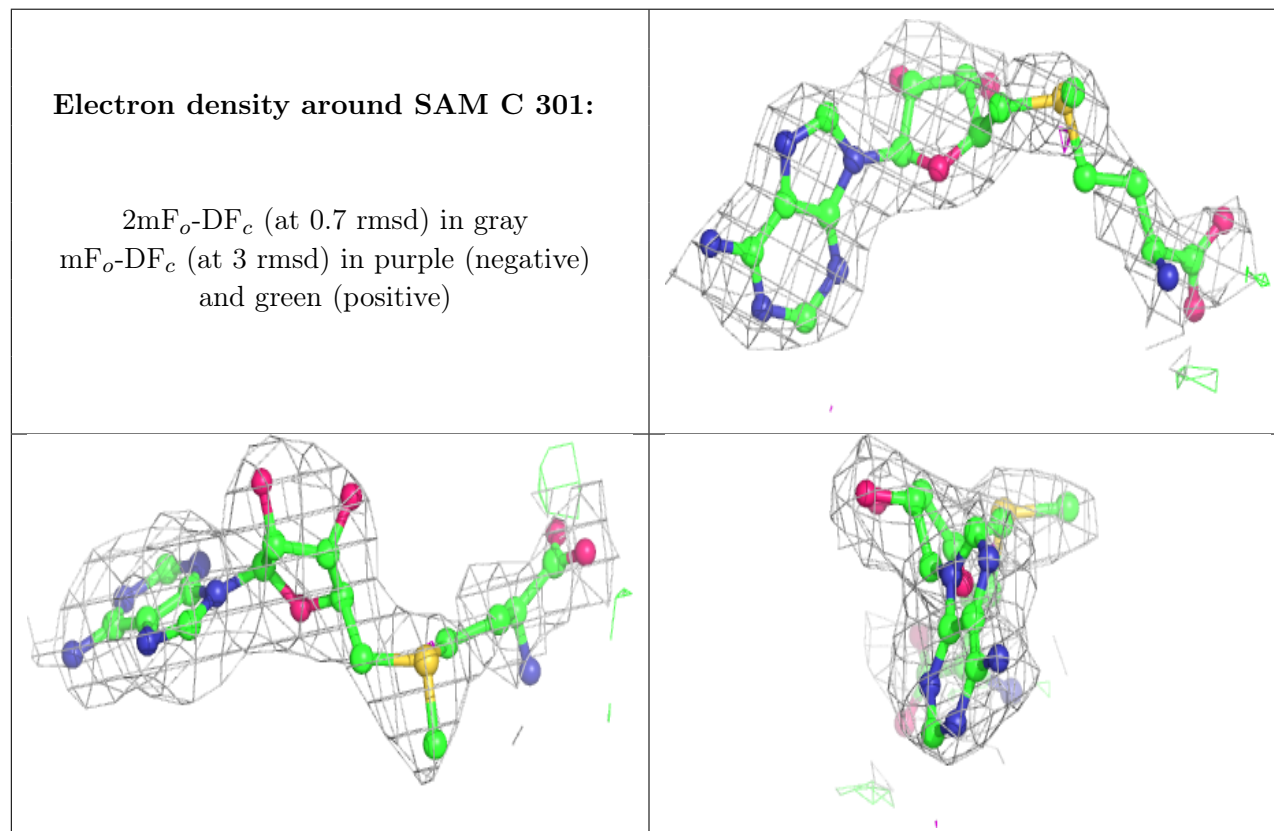 Electron density around SAM C 301:
2mFo-DFc (at 0.7 rmsd) in gray
mFo-DFc (at 3 rmsd) in purple (negative)
and green (positive)